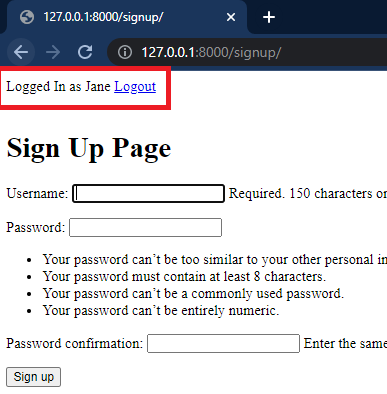 127.0.0.1:8000/signup/
127.0.0.1:8000/signup/
Logged In as Jane Logout
Sign Up Page
Username: Required. 150 characters or
Password:
Your password can’t be too similar to your other personal in
Your password must contain at least 8 characters.
Your password can’t be a commonly used password.
Your password can’t be entirely numeric.
Password confirmation: Enter the same
Sign up